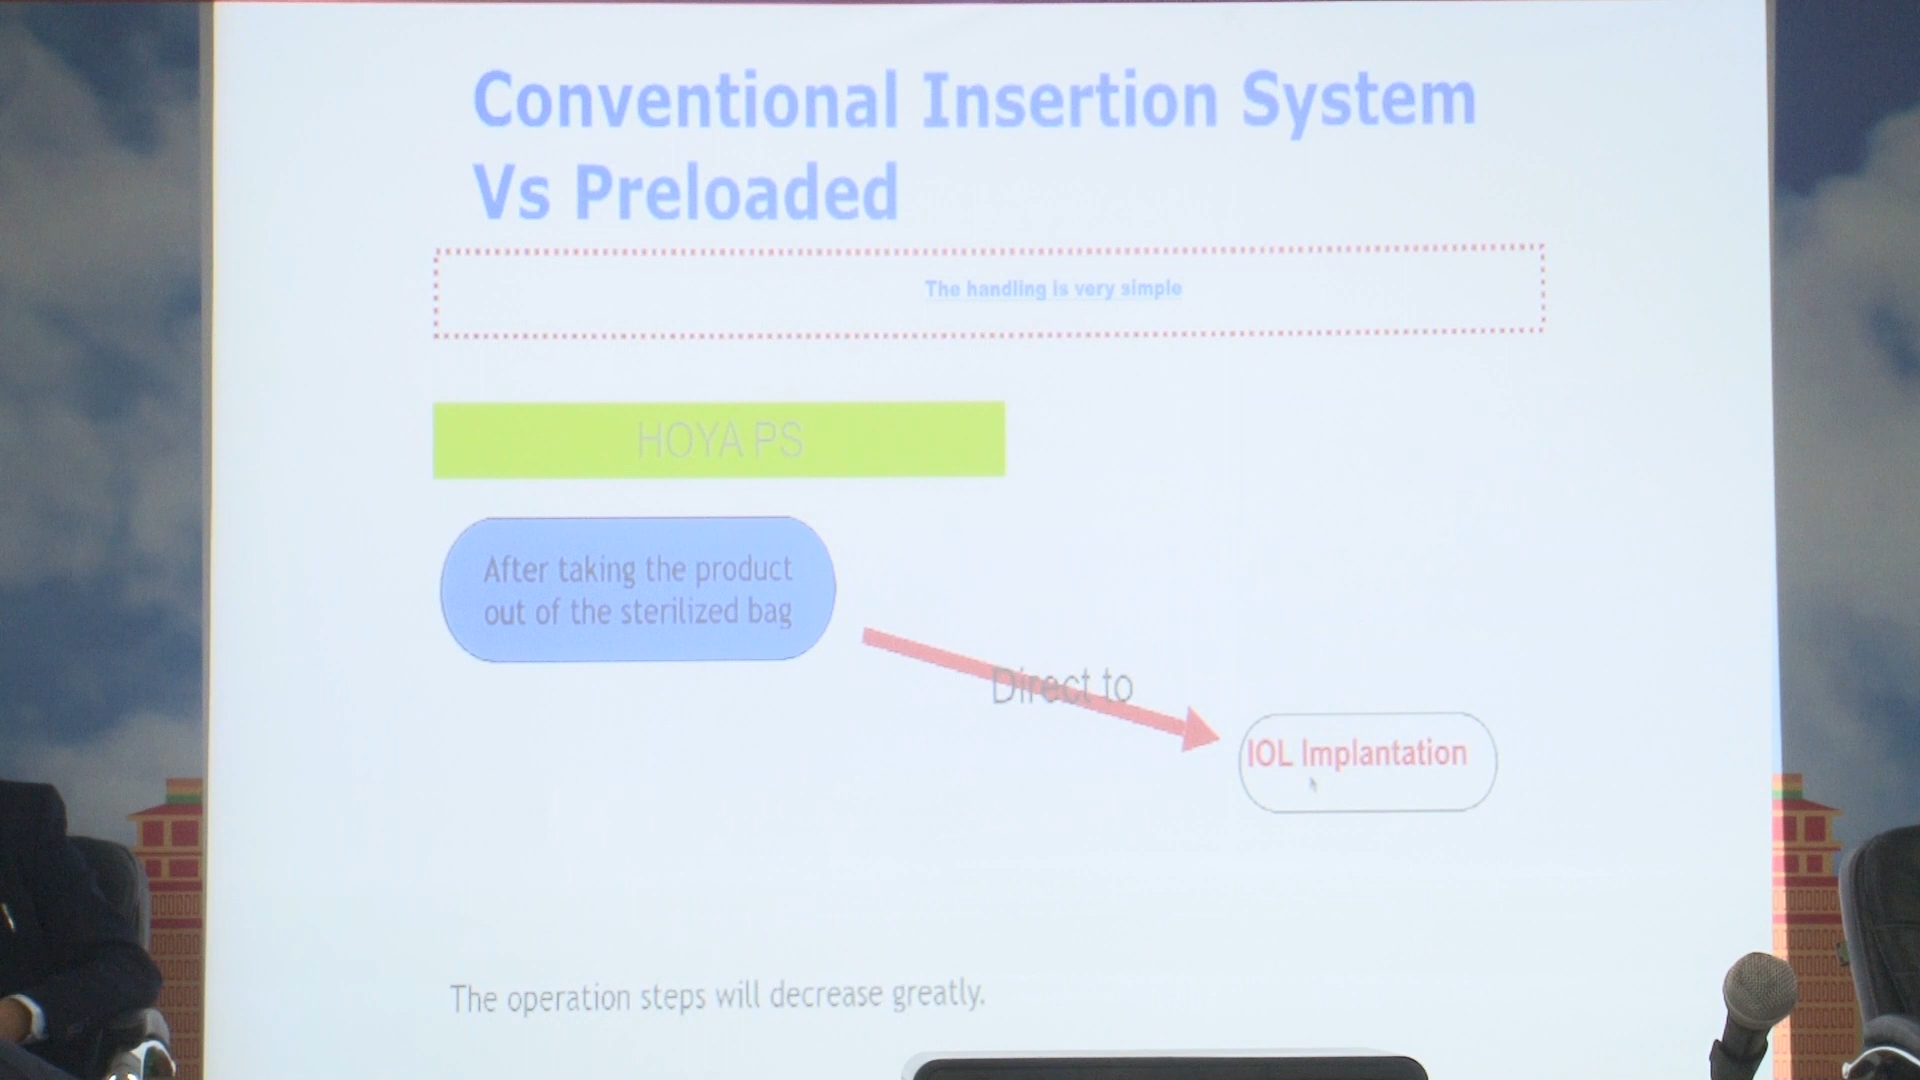 Conventional Insertion System
Vs Preloaded
The handling is very simple
HOYA PS
After taking the product
out of the sterilized bag
Direct to
IOL Implantation
The operation steps will decrease greatly.